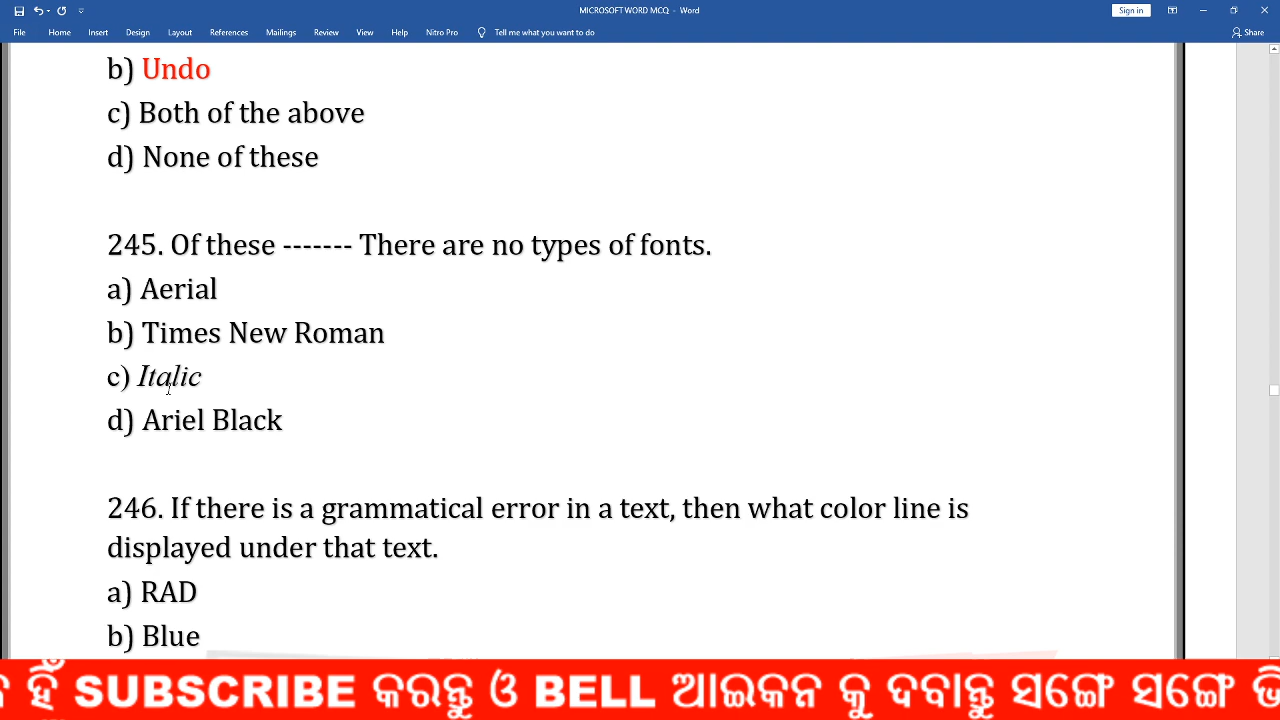 MICROSOFT WORD MCQ - Word
Sign in
File Home Insert Design Layout References Mailings Review View Help Nitro Pro Tell me what you want to do Share
b) Undo
c) Both of the above
d) None of these
245. Of these ------- There are no types of fonts.
a) Aerial
b) Times New Roman
c) Italic
d) Ariel Black
246. If there is a grammatical error in a text, then what color line is
displayed under that text.
a) RAD
b) Blue
ହିଁ SUBSCRIBE କରନ୍ତୁ ଓ BELL ଆଇକନ କୁ ଦବାନ୍ତୁ ସଙ୍ଗେ ସଙ୍ଗେ